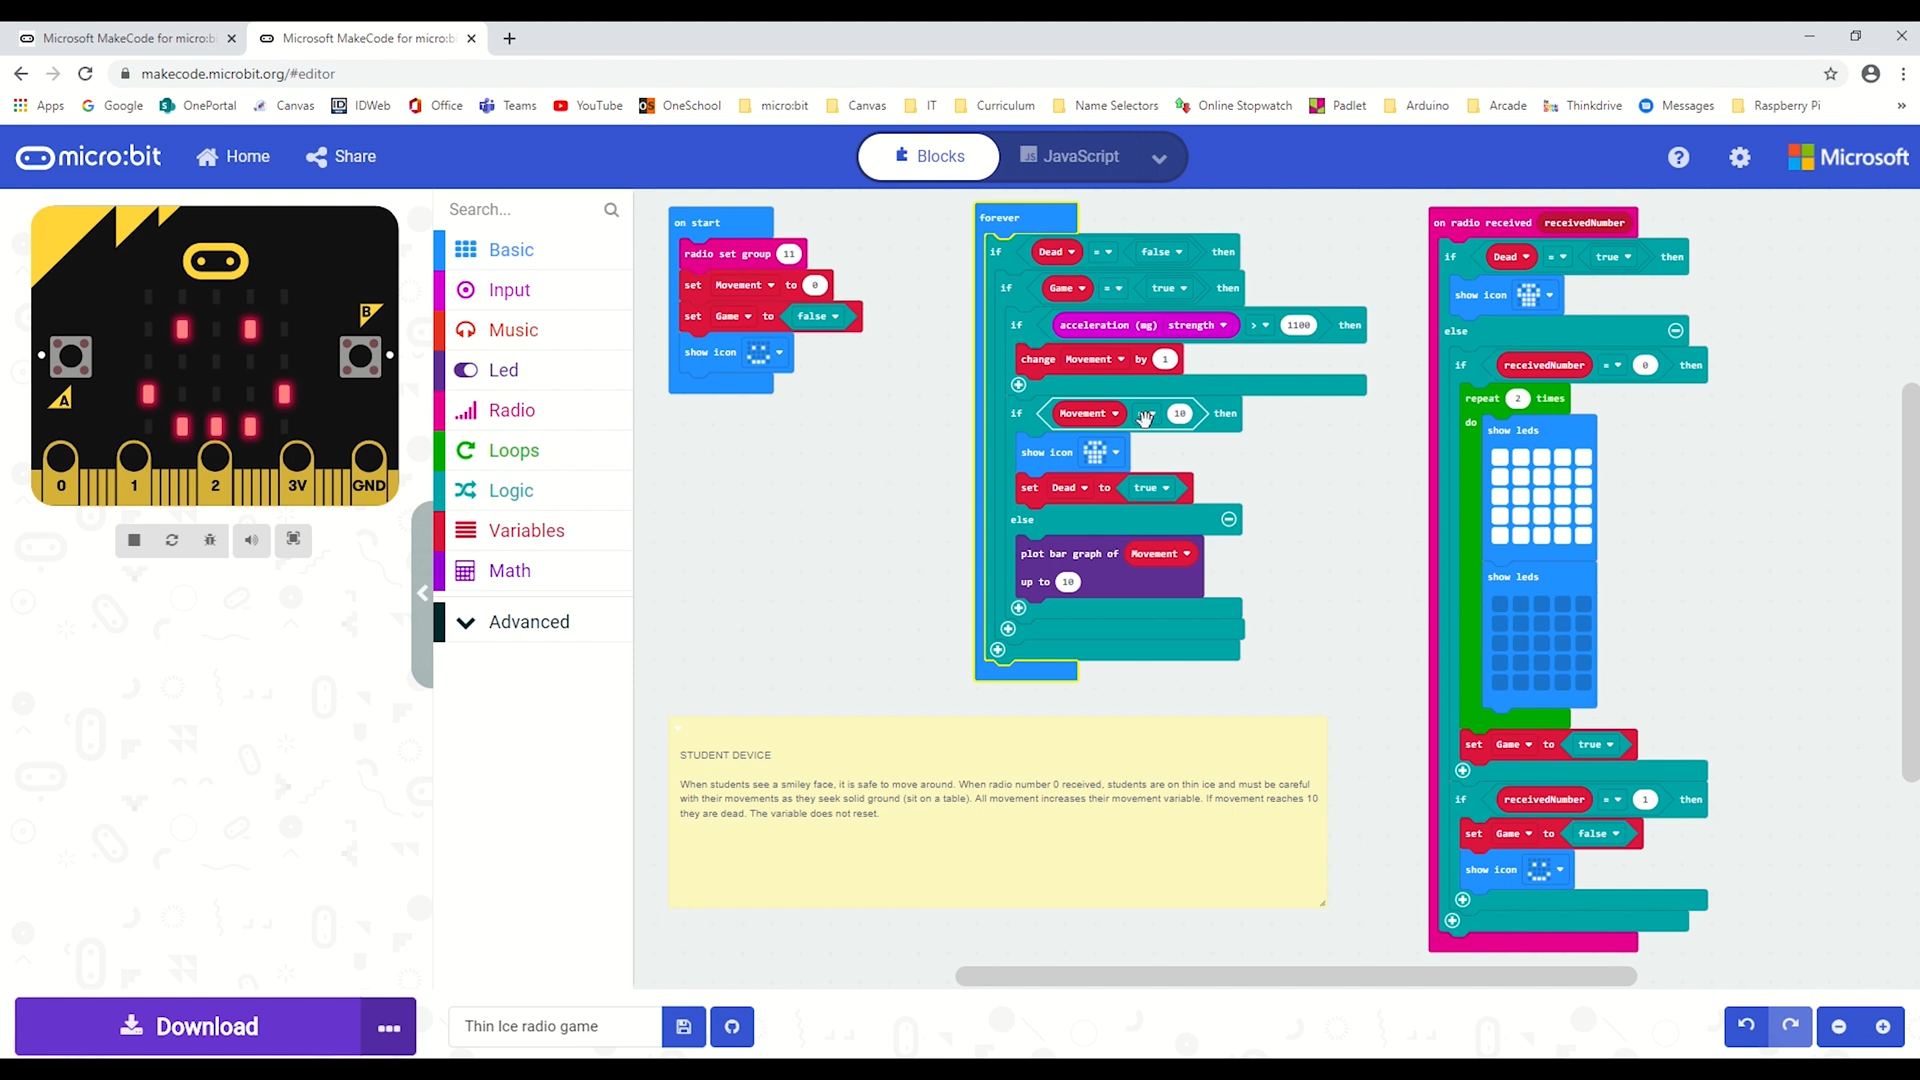 Microsoft MakeCode for micro:bi
Microsoft MakeCode for micro:b
makecode.microbit.org/#editor
Apps Google OnePortal Canvas IDWeb Office Teams YouTube OneSchool micro:bit Canvas IT Curriculum Name Selectors Online Stopwatch Padlet Arduino Arcade Thinkdrive Messages Raspberry Pi
micro:bit Home Share Blocks JavaScript Microsoft
A
B
0 1 2 3V GND
Search...
Basic
Input
Music
Led
Radio
Loops
Logic
Variables
Math
Advanced
on start
radio set group 11
set Movement to 0
set Game to false
show icon
forever
if Dead = false then
if Game = true then
if acceleration (mg) strength > 1100 then
change Movement by 1
if Movement 10 then
show icon
set Dead to true
else
plot bar graph of Movement
up to 10
on radio received receivedNumber
if Dead = true then
show icon
else
if receivedNumber = 0 then
repeat 2 times
do
show leds
show leds
set Game to true
if receivedNumber = 1 then
set Game to false
show icon
STUDENT DEVICE
When students see a smiley face, it is safe to move around. When radio number 0 received, students are on thin ice and must be careful
with their movements as they seek solid ground (sit on a table). All movement increases their movement variable. If movement reaches 10
they are dead. The variable does not reset.
Download
Thin Ice radio game